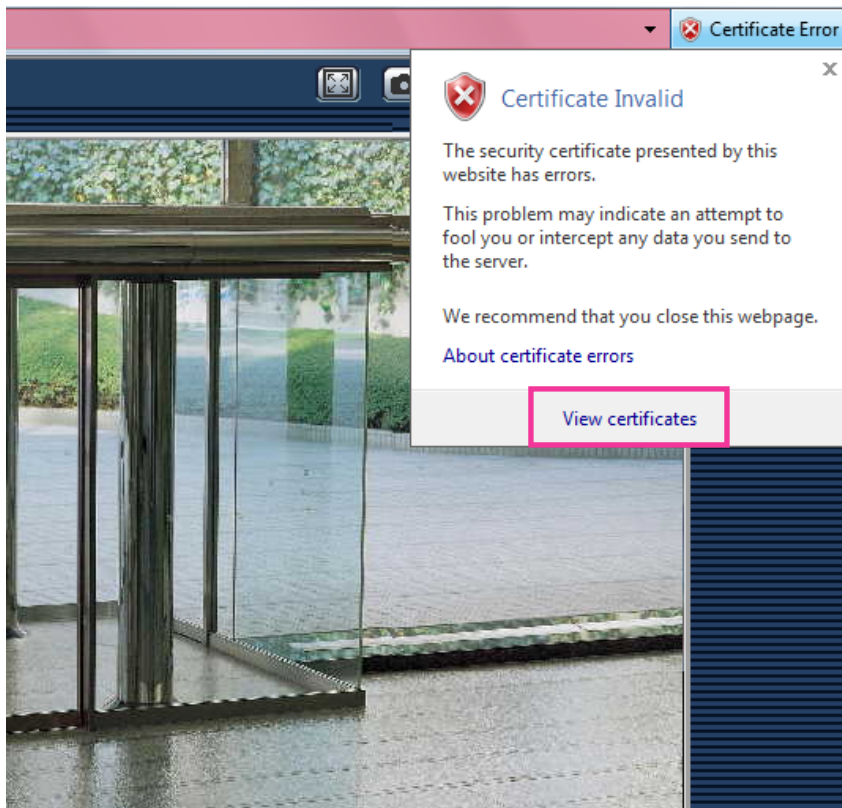 Certificate Error
Certificate Invalid
The security certificate presented by this
website has errors.
This problem may indicate an attempt to
fool you or intercept any data you send to
the server.
We recommend that you close this webpage.
About certificate errors
View certificates